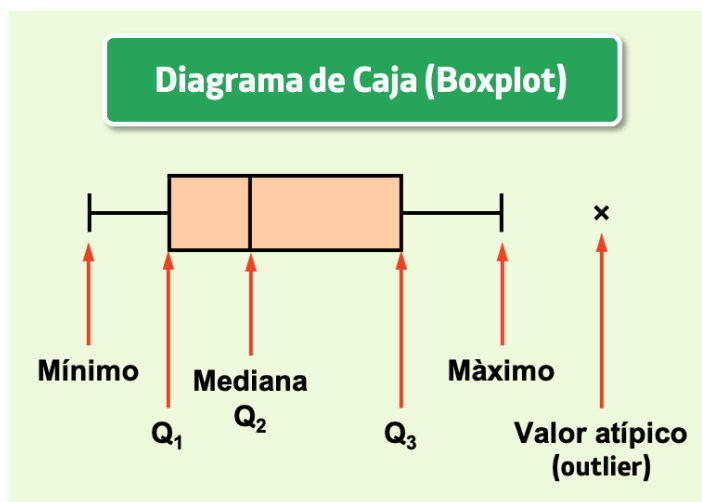 Diagrama de Caja (Boxplot)
×
Mínimo
Q₁
Mediana
Q₂
Q₃
Màximo
Valor atípico
(outlier)